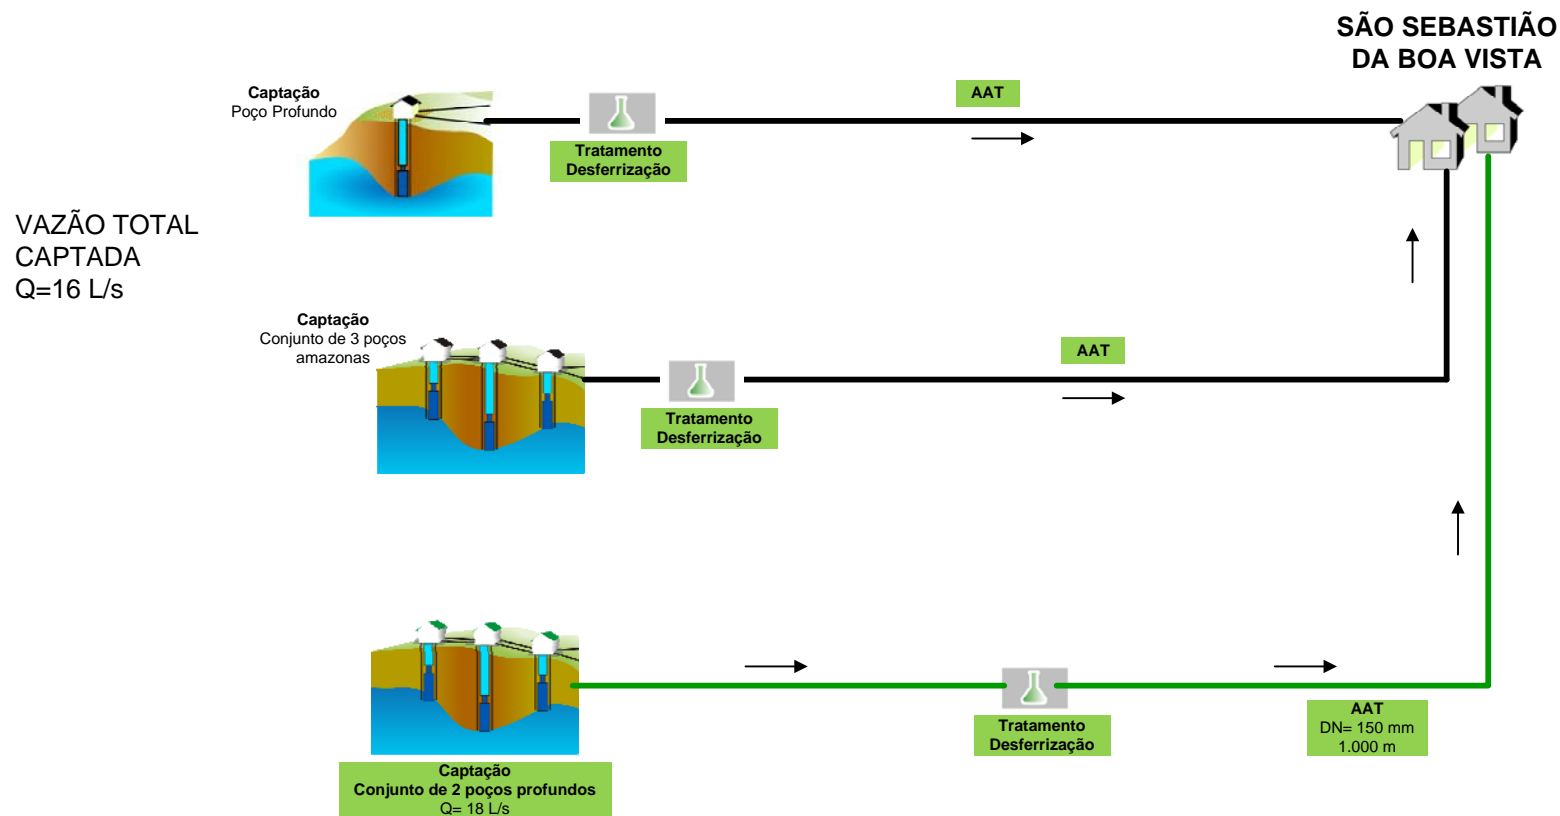 SÃO SEBASTIÃO
DA BOA VISTA
Captação
Poço Profundo
AAT
Tratamento
Desferrização
VAZÃO TOTAL
CAPTADA
Q=16 L/s
Captação
Conjunto de 3 poços
amazonas
AAT
Tratamento
Desferrização
Tratamento
Desferrização
AAT
DN= 150 mm
1.000 m
Captação
Conjunto de 2 poços profundos
Q= 18 L/s